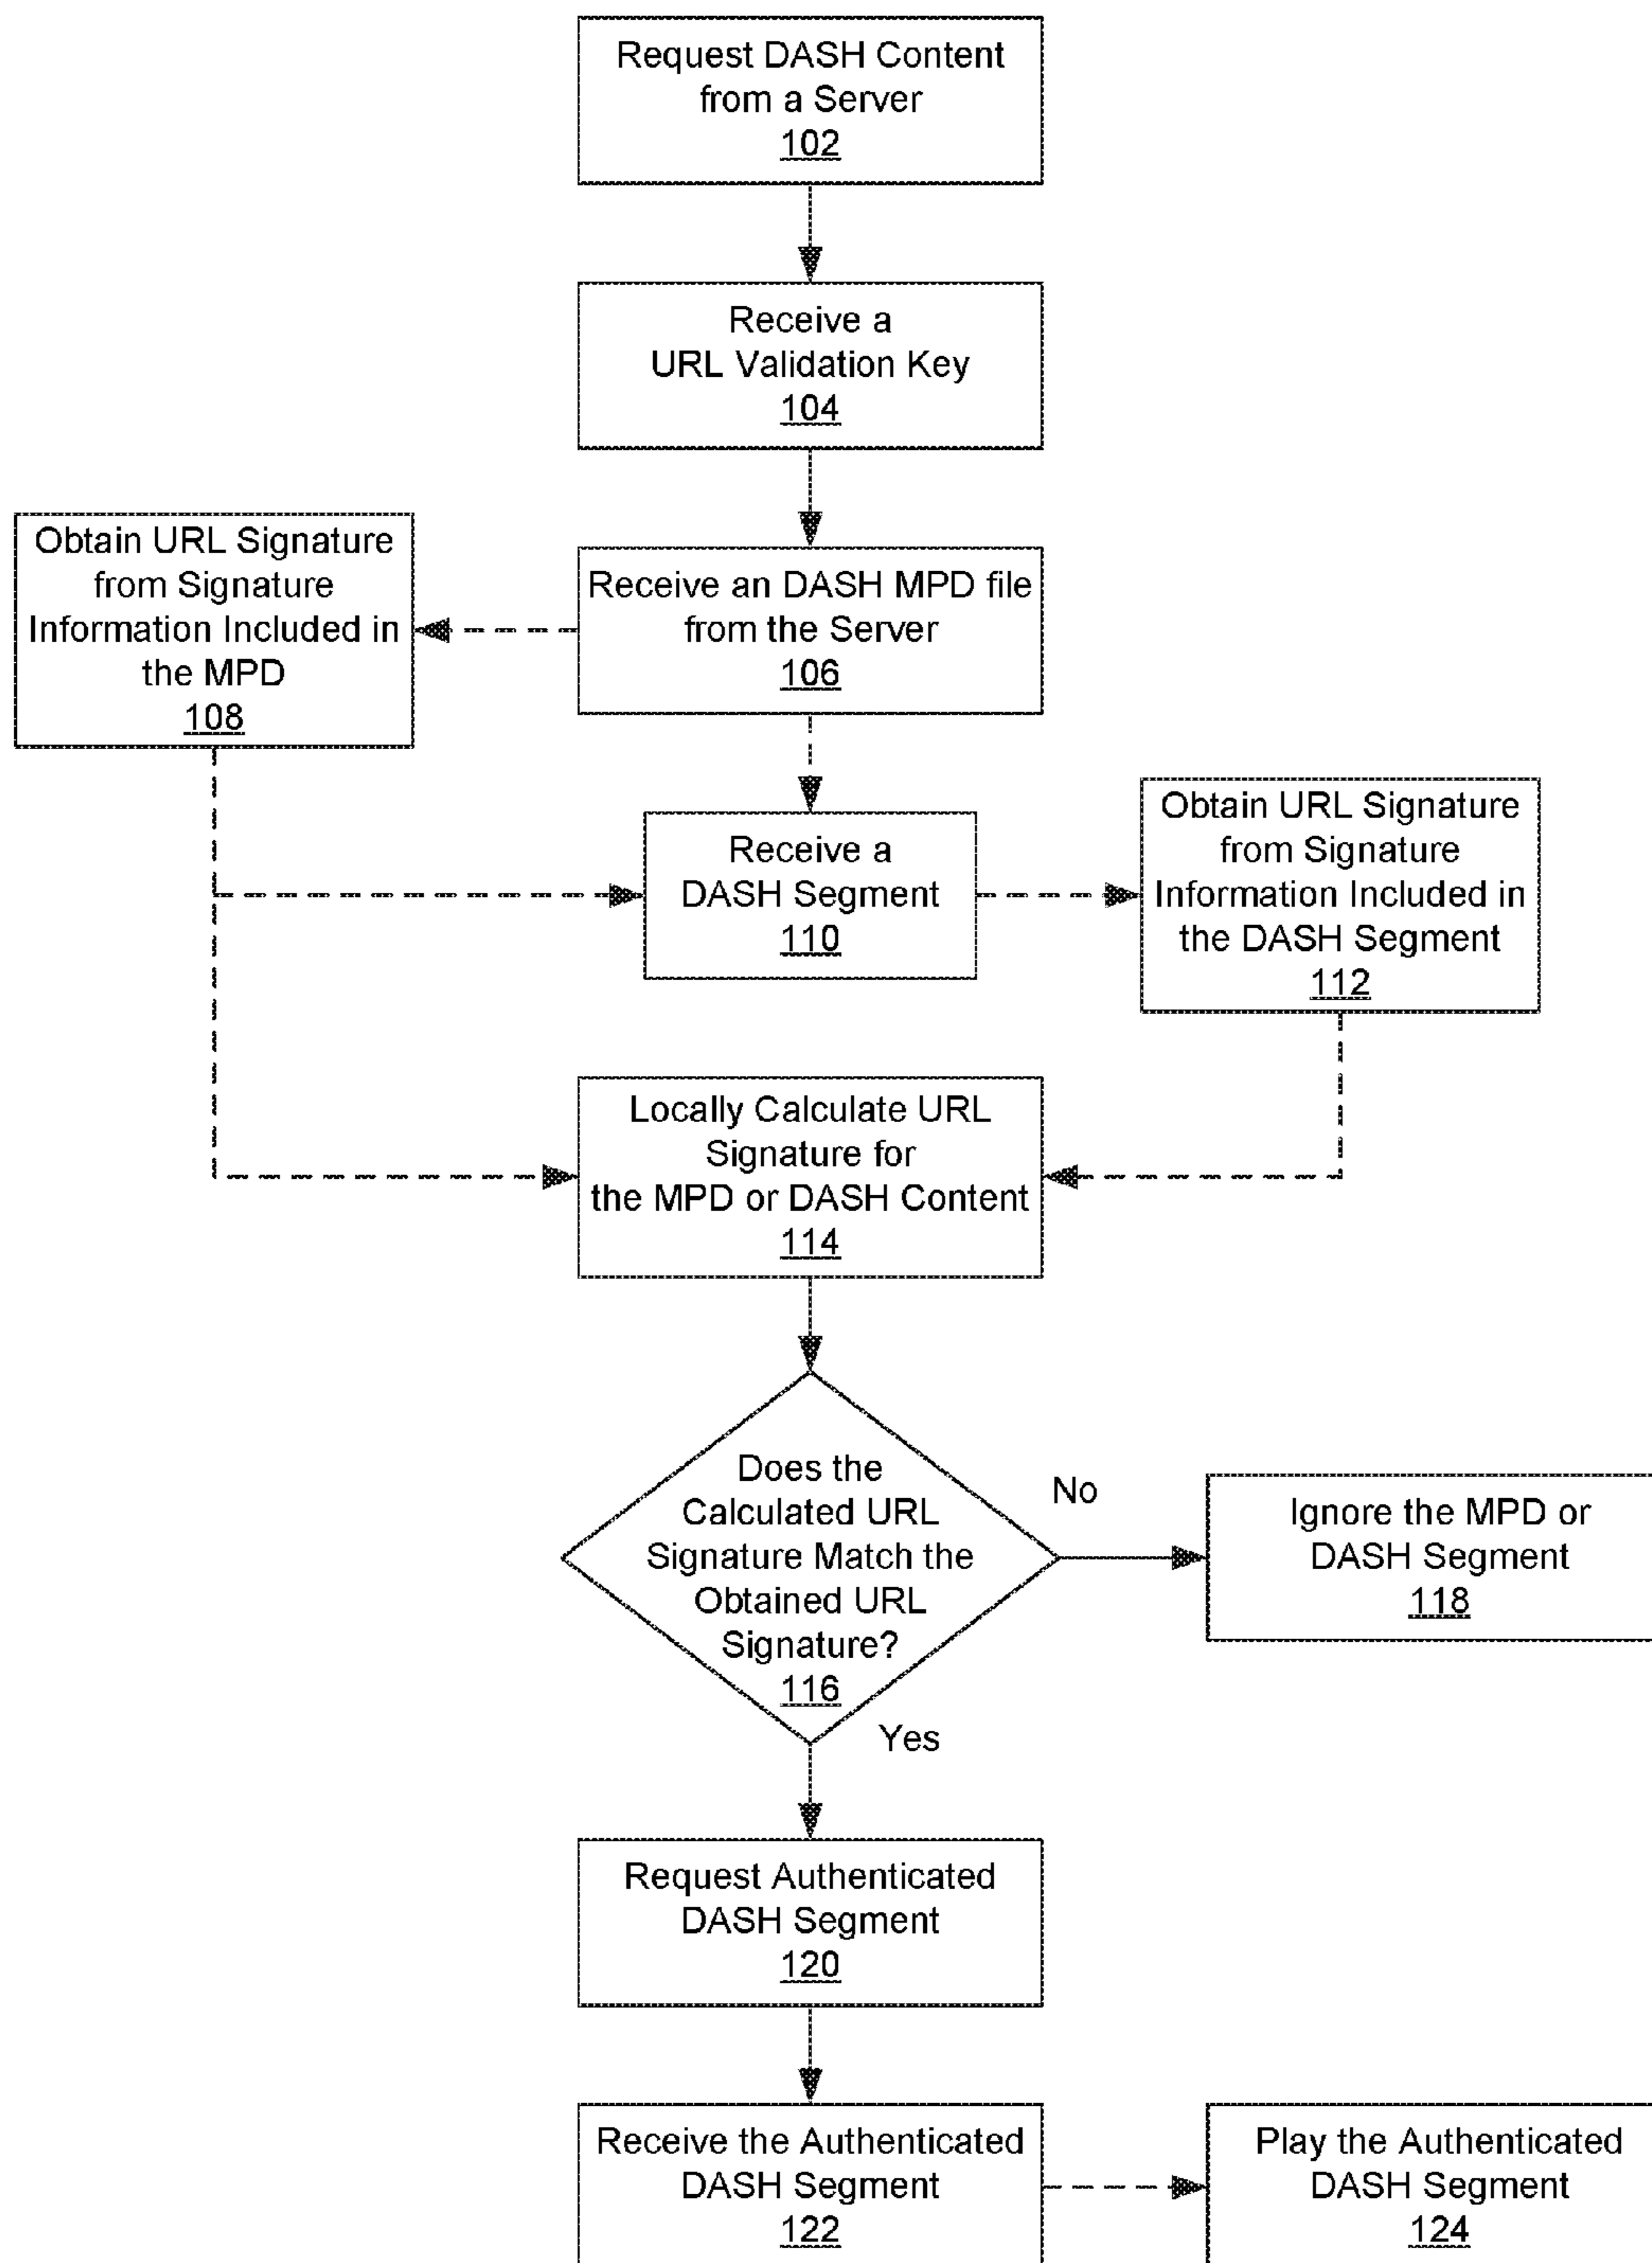 Request DASH Content
from a Server
102
Receive a
URL Validation Key
104
Obtain URL Signature
from Signature
Information Included in
the MPD
108
Receive an DASH MPD file
from the Server
106
Receive a
DASH Segment
110
Obtain URL Signature
from Signature
Information Included in
the DASH Segment
112
Locally Calculate URL
Signature for
the MPD or DASH Content
114
Does the
Calculated URL
Signature Match the
Obtained URL
Signature?
116
No
Ignore the MPD or
DASH Segment
118
Yes
Request Authenticated
DASH Segment
120
Receive the Authenticated
DASH Segment
122
Play the Authenticated
DASH Segment
124